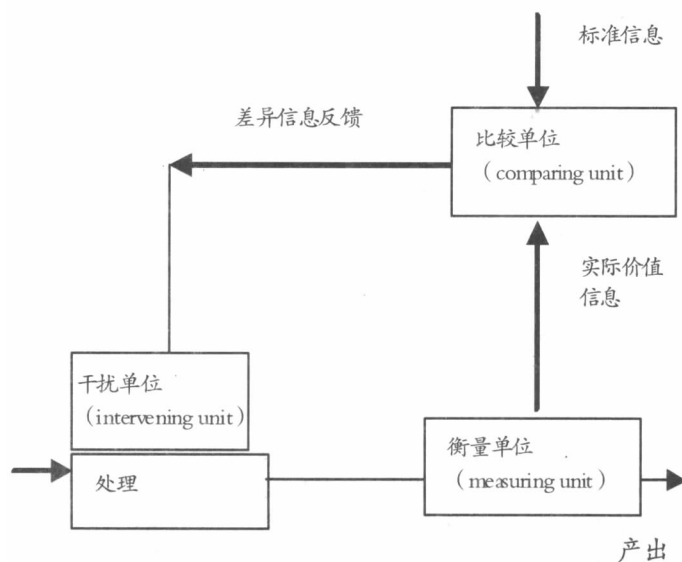 标准信息
差异信息反馈
比较单位
（comparing unit）
实际价值
信息
干扰单位
（intervening unit）
衡量单位
（measuring unit）
处理
产出